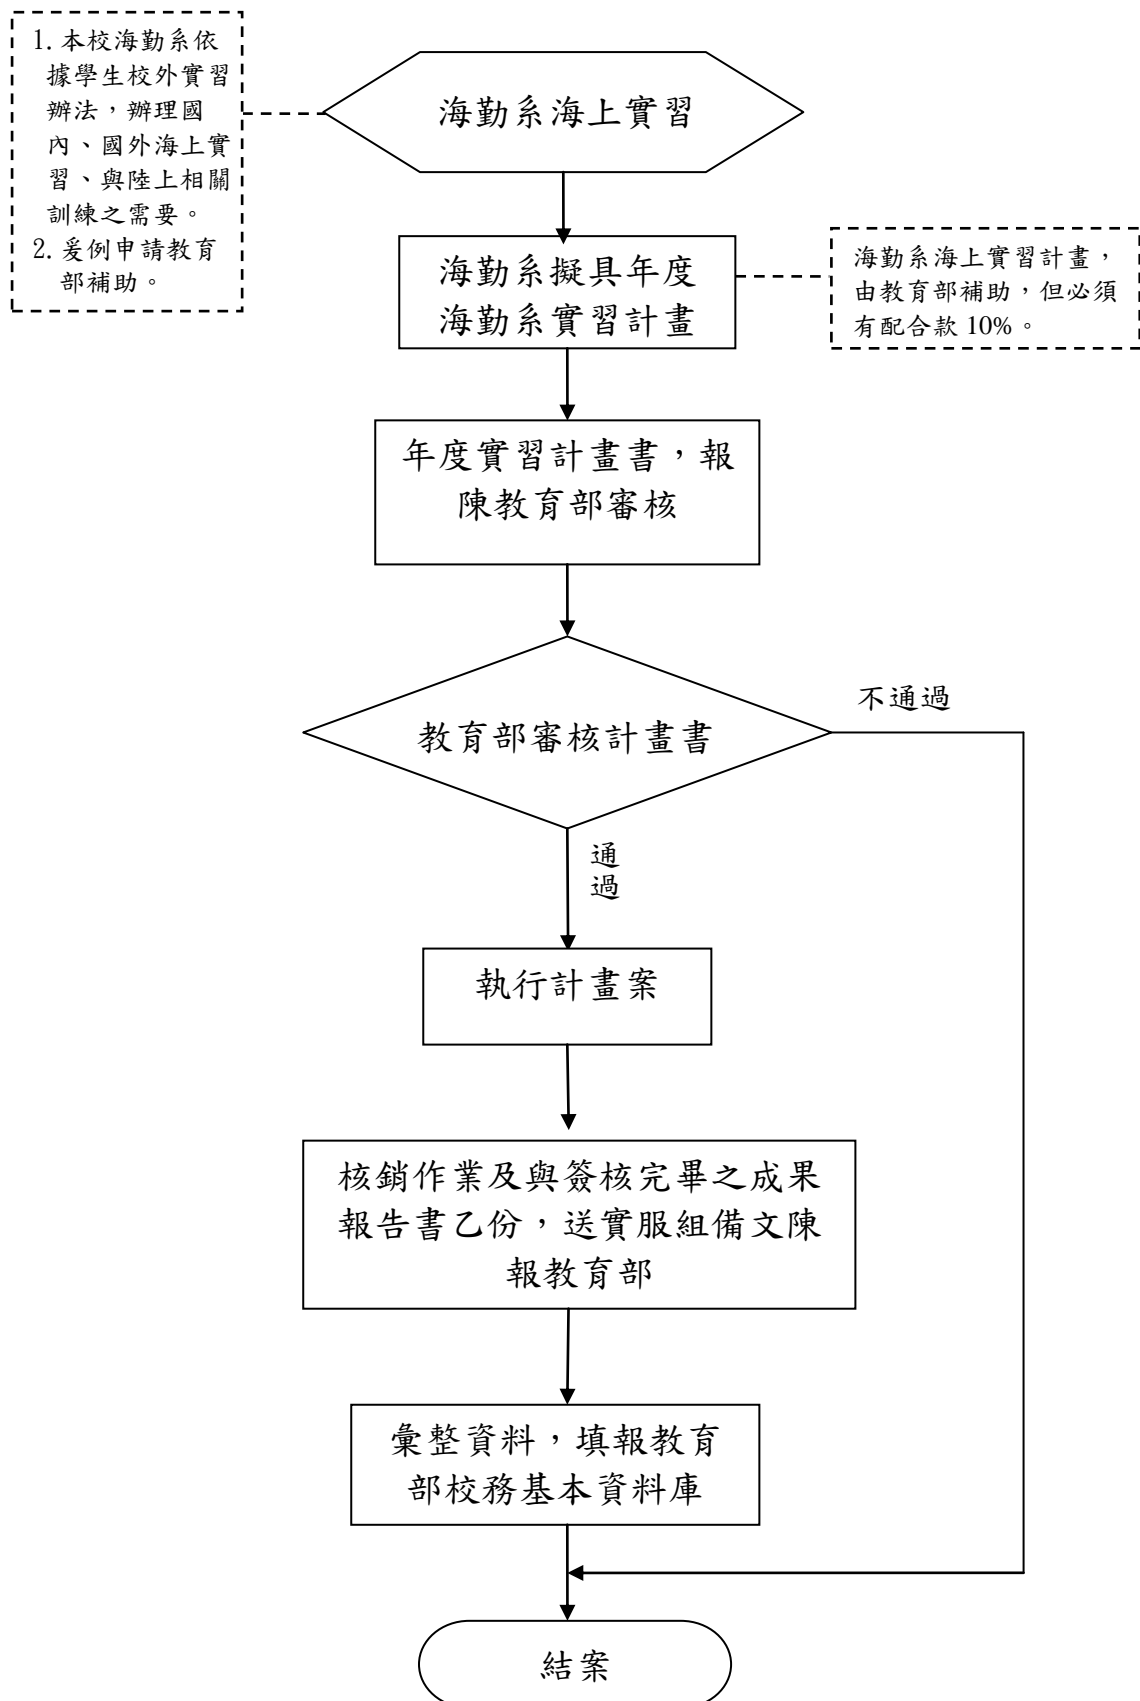 1. 本校海勤系依
據學生校外實習
辦法，辦理國
內、國外海上實
習、與陸上相關
訓練之需要。
2. 爰例申請教育
部補助。
海勤系海上實習
海勤系擬具年度
海勤系實習計畫
海勤系海上實習計畫，
由教育部補助，但必須
有配合款 10%。
年度實習計畫書，報
陳教育部審核
教育部審核計畫書
不通過
通
過
執行計畫案
核銷作業及與簽核完畢之成果
報告書乙份，送實服組備文陳
報教育部
彙整資料，填報教育
部校務基本資料庫
結案